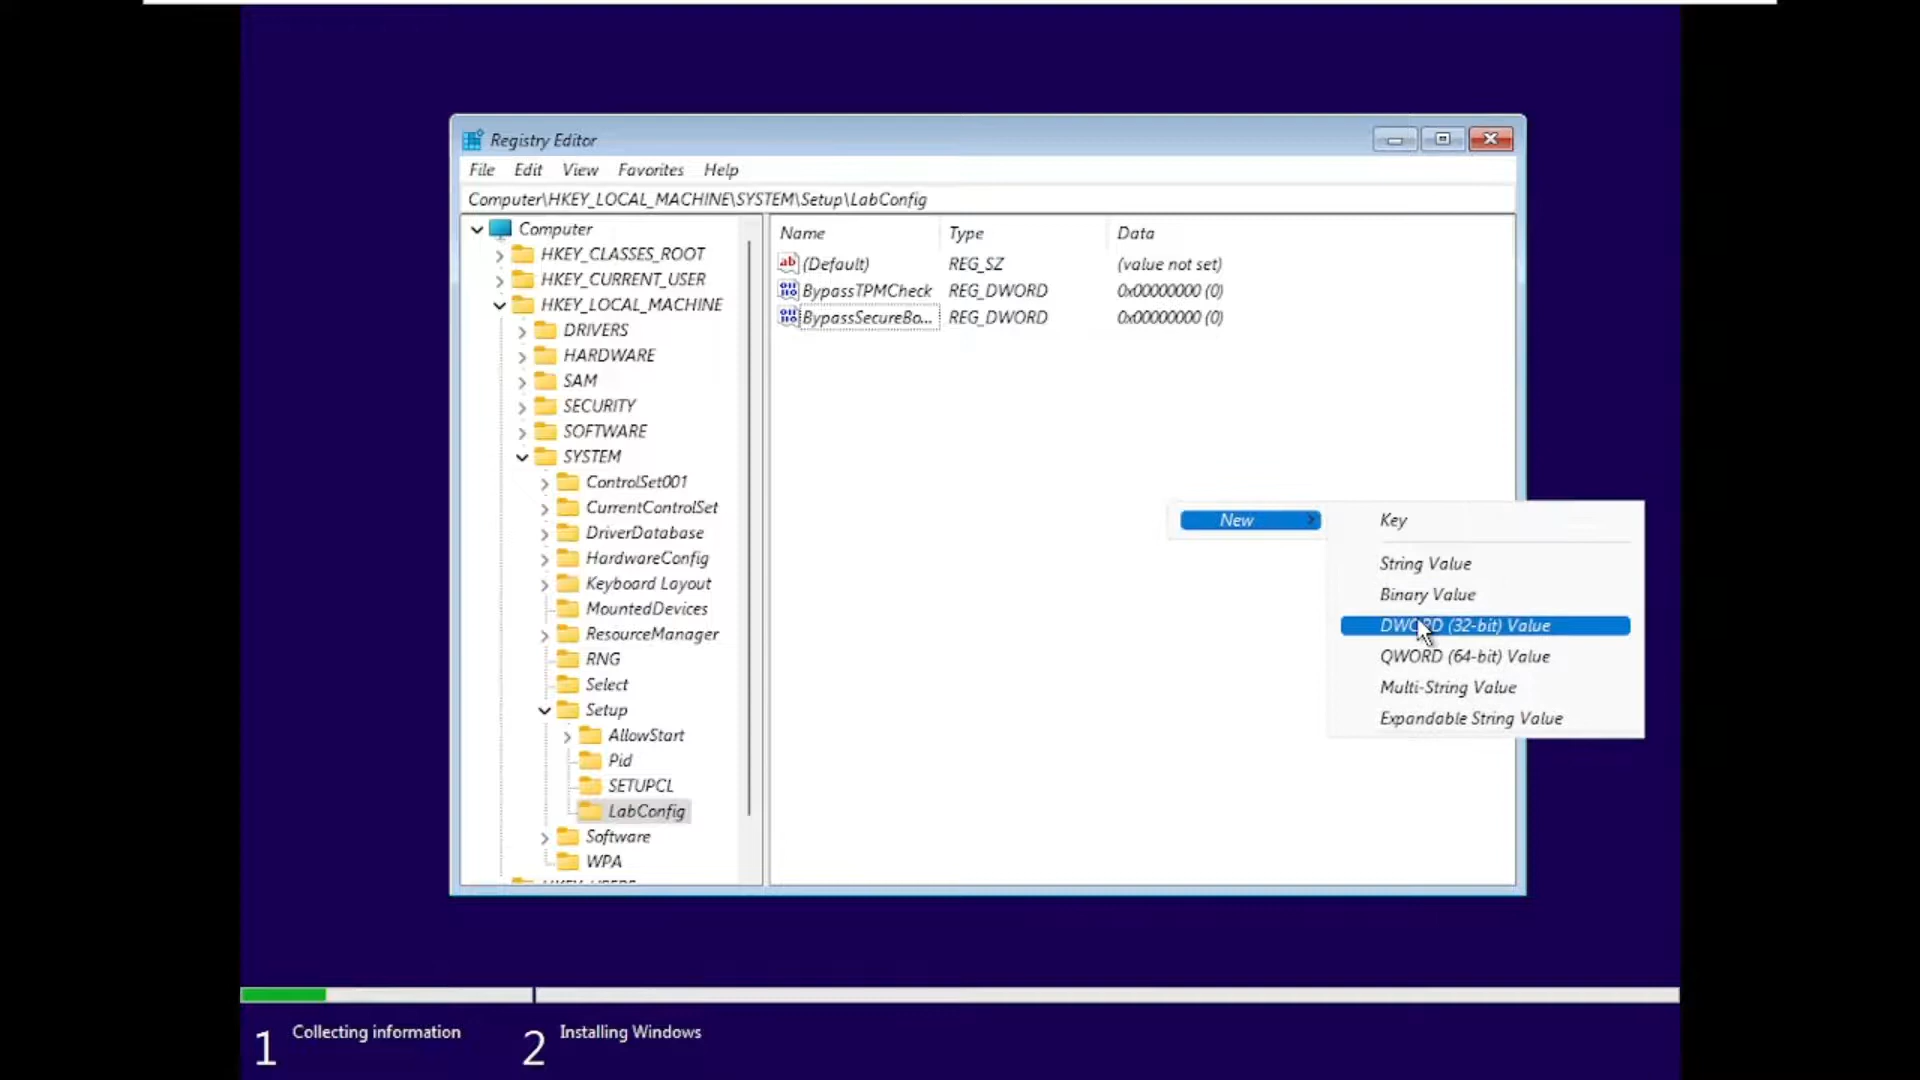 Registry Editor
File Edit View Favorites Help
Computer\HKEY_LOCAL_MACHINE\SYSTEM\Setup\LabConfig
Computer
HKEY_CLASSES_ROOT
HKEY_CURRENT_USER
HKEY_LOCAL_MACHINE
DRIVERS
HARDWARE
SAM
SECURITY
SOFTWARE
SYSTEM
ControlSet001
CurrentControlSet
DriverDatabase
HardwareConfig
Keyboard Layout
MountedDevices
ResourceManager
RNG
Select
Setup
AllowStart
Pid
SETUPCL
LabConfig
Software
WPA
Name Type Data
(Default) REG_SZ (value not set)
BypassTPMCheck REG_DWORD 0x00000000 (0)
BypassSecureBo... REG_DWORD 0x00000000 (0)
New
Key
String Value
Binary Value
DWORD (32-bit) Value
QWORD (64-bit) Value
Multi-String Value
Expandable String Value
1 Collecting information
2 Installing Windows